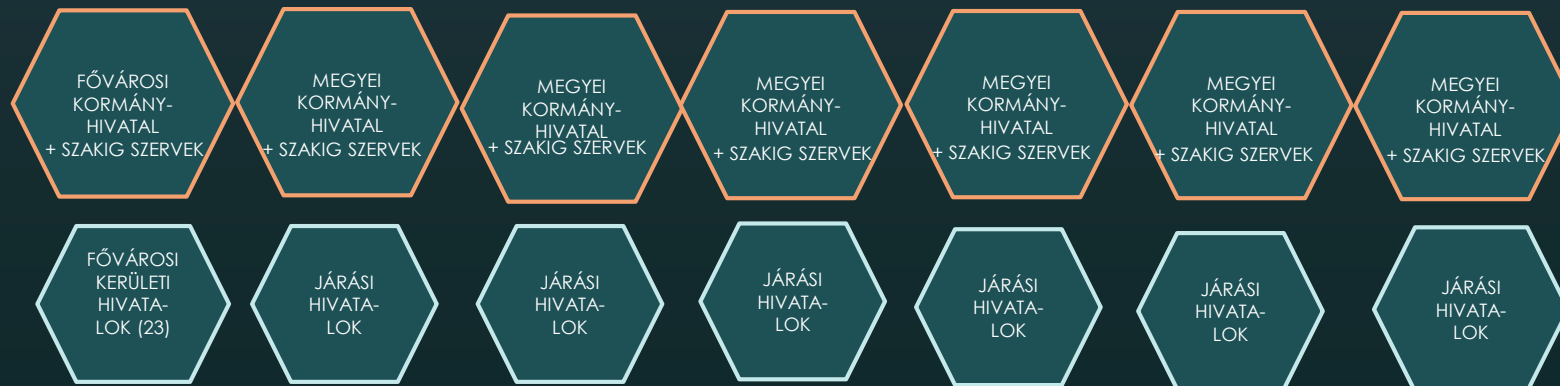 FŐVÁROSI
KORMÁNY-
HIVATAL
+ SZAKIG SZERVEK
MEGYEI
KORMÁNY-
HIVATAL
+ SZAKIG SZERVEK
MEGYEI
KORMÁNY-
HIVATAL
+ SZAKIG SZERVEK
MEGYEI
KORMÁNY-
HIVATAL
+ SZAKIG SZERVEK
MEGYEI
KORMÁNY-
HIVATAL
+ SZAKIG SZERVEK
MEGYEI
KORMÁNY-
HIVATAL
+ SZAKIG SZERVEK
MEGYEI
KORMÁNY-
HIVATAL
+ SZAKIG SZERVEK
FŐVÁROSI
KERÜLETI
HIVATA-
LOK (23)
JÁRÁSI
HIVATA-
LOK
JÁRÁSI
HIVATA-
LOK
JÁRÁSI
HIVATA-
LOK
JÁRÁSI
HIVATA-
LOK
JÁRÁSI
HIVATA-
LOK
JÁRÁSI
HIVATA-
LOK